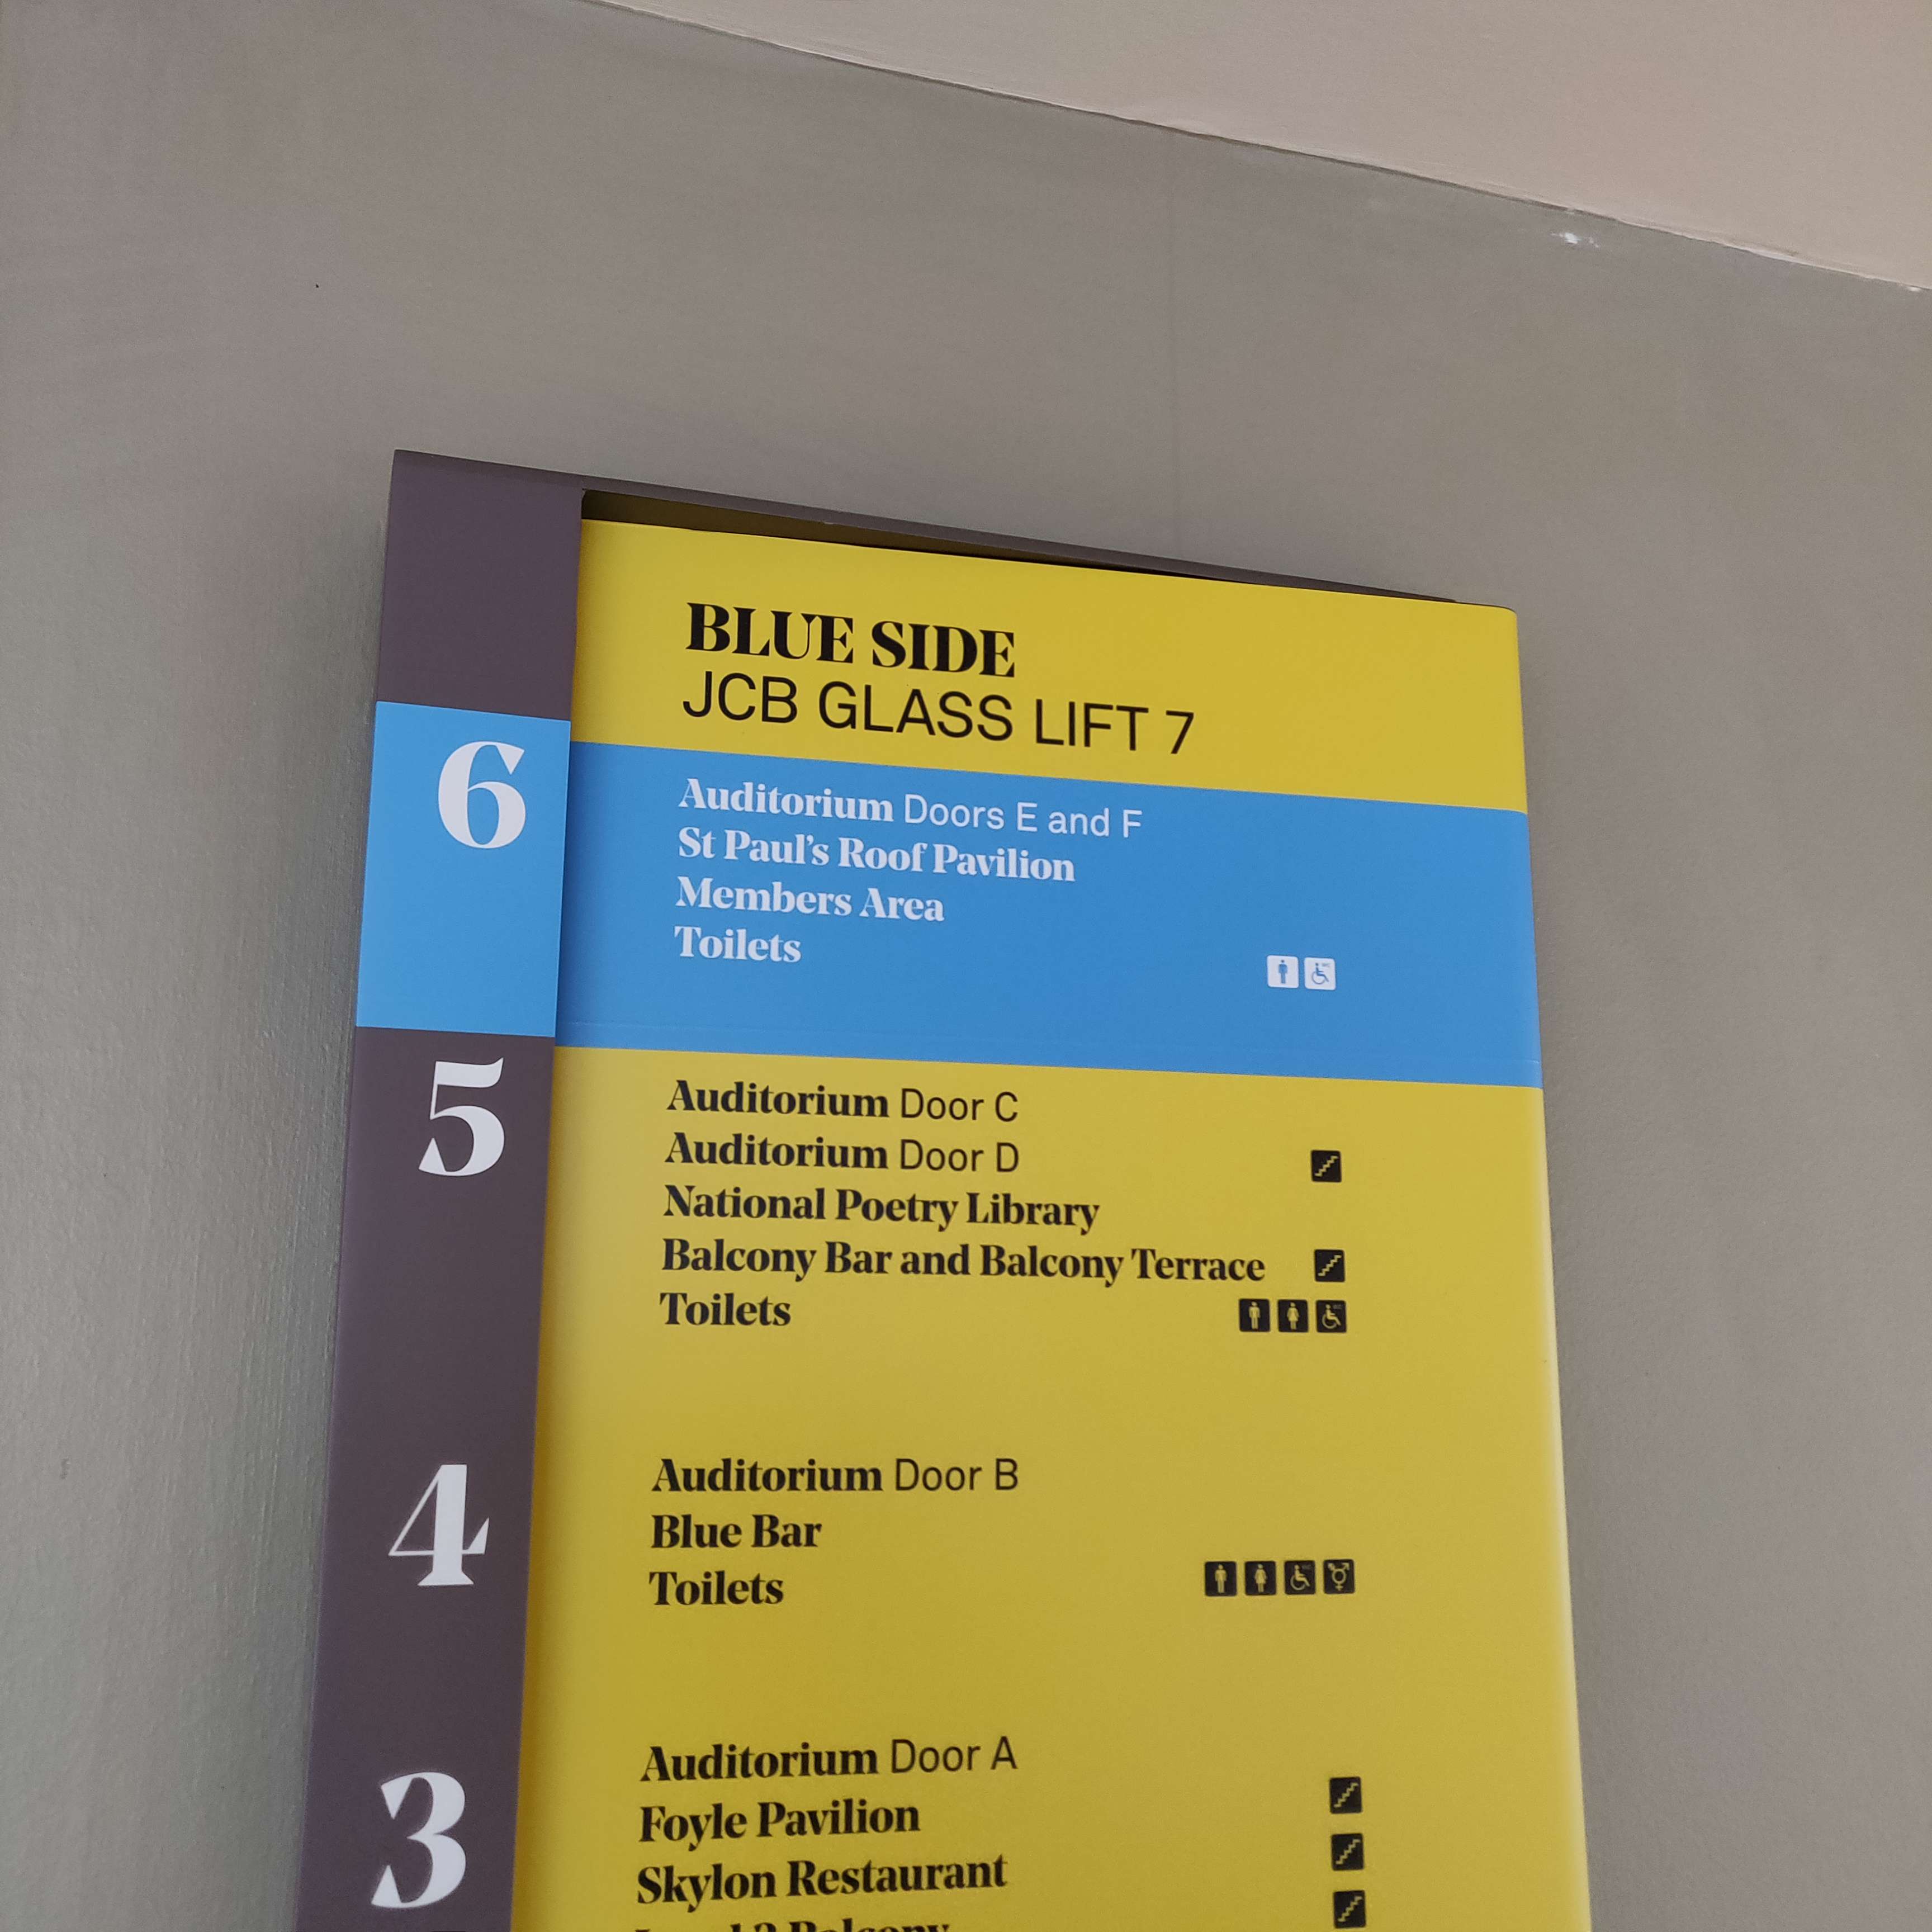 BLUE SIDE
JCB GLASS LIFT 7
6
Auditorium Doors E and F
St Paul's Roof Pavilion
Members Area
Toilets
5
Auditorium Door C
Auditorium Door D
National Poetry Library
Balcony Bar and Balcony Terrace
Toilets
4
Auditorium Door B
Blue Bar
Toilets
3
Auditorium Door A
Foyle Pavilion
Skylon Restaurant
Balcony